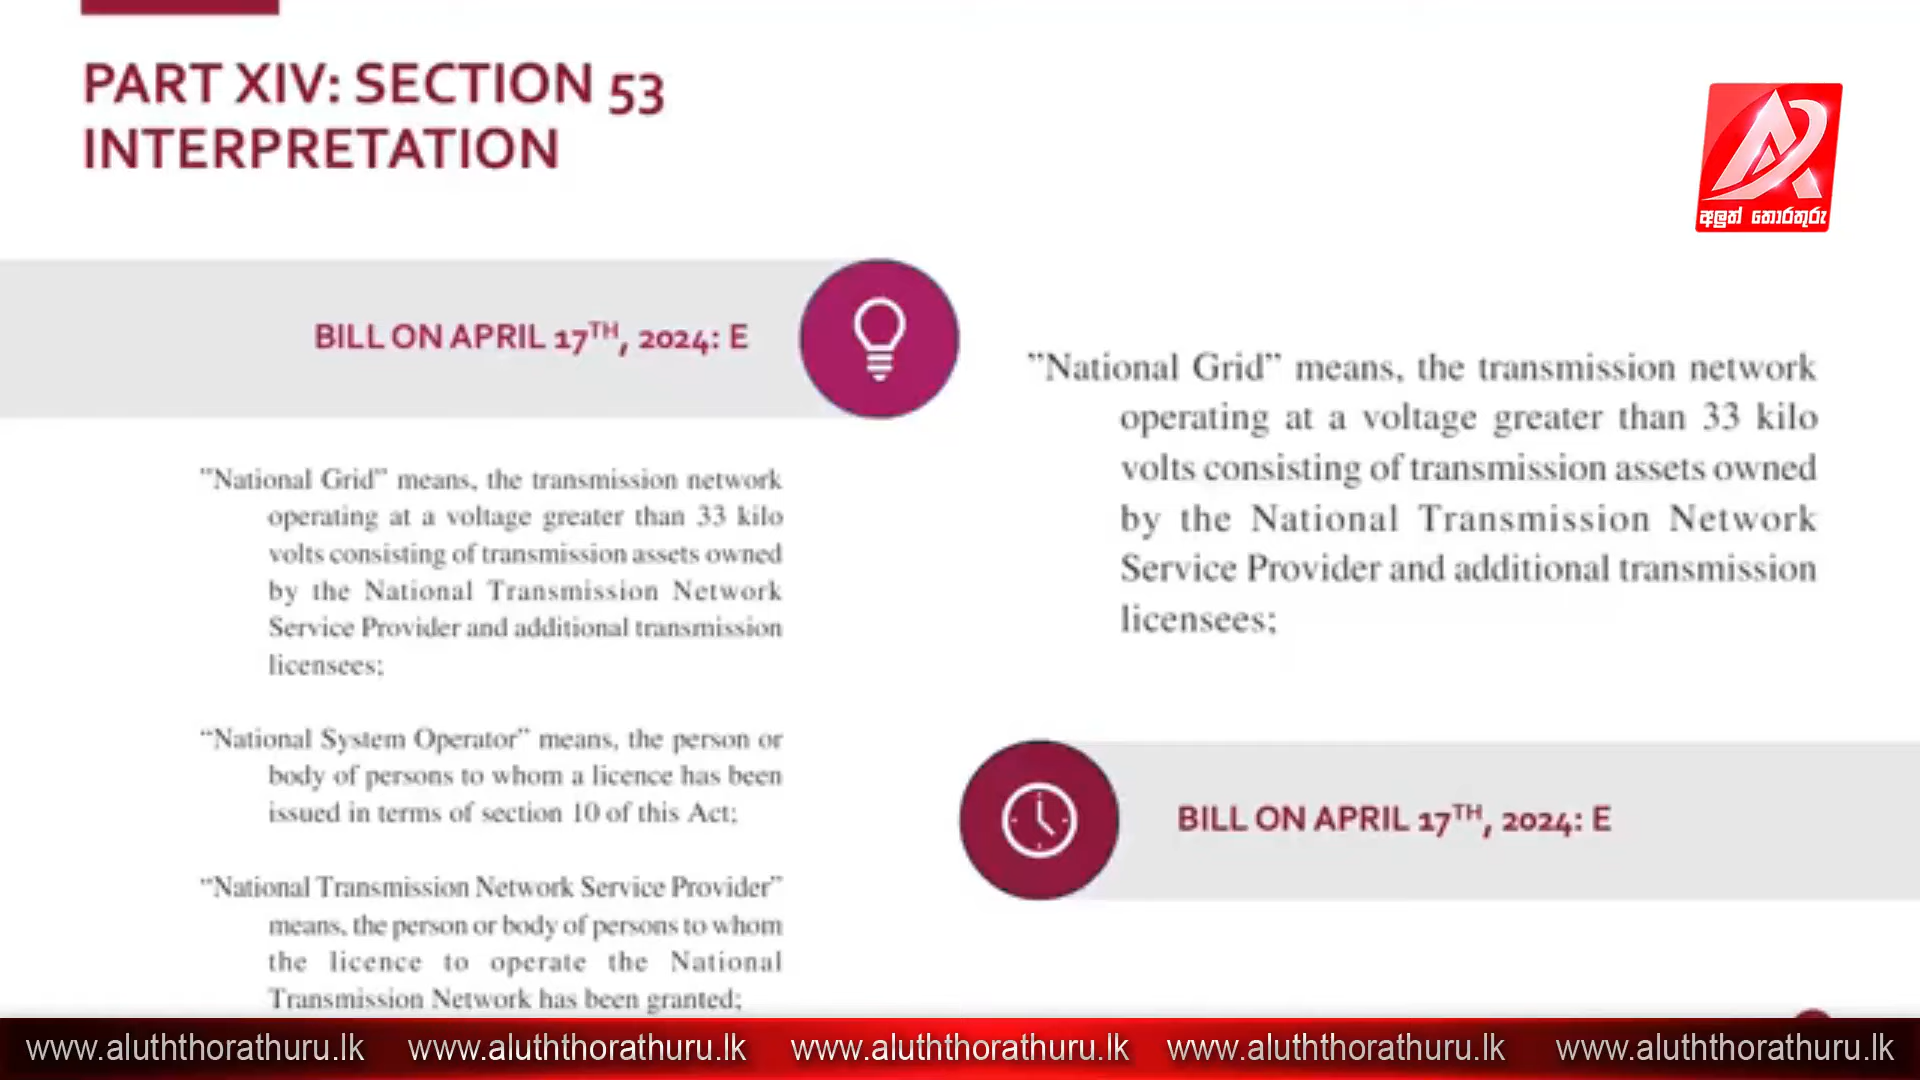 PART XIV: SECTION 53
INTERPRETATION
අලුත් තොරතුරු
BILL ON APRIL 17TH, 2024: E
”National Grid” means, the transmission network
operating at a voltage greater than 33 kilo
volts consisting of transmission assets owned
by the National Transmission Network
Service Provider and additional transmission
licensees;
“National System Operator” means, the person or
body of persons to whom a licence has been
issued in terms of section 10 of this Act;
“National Transmission Network Service Provider”
means, the person or body of persons to whom
the licence to operate the National
Transmission Network has been granted;
”National Grid” means, the transmission network
operating at a voltage greater than 33 kilo
volts consisting of transmission assets owned
by the National Transmission Network
Service Provider and additional transmission
licensees;
BILL ON APRIL 17TH, 2024: E
www.aluththorathuru.lk www.aluththorathuru.lk www.aluththorathuru.lk www.aluththorathuru.lk www.aluththorathuru.lk